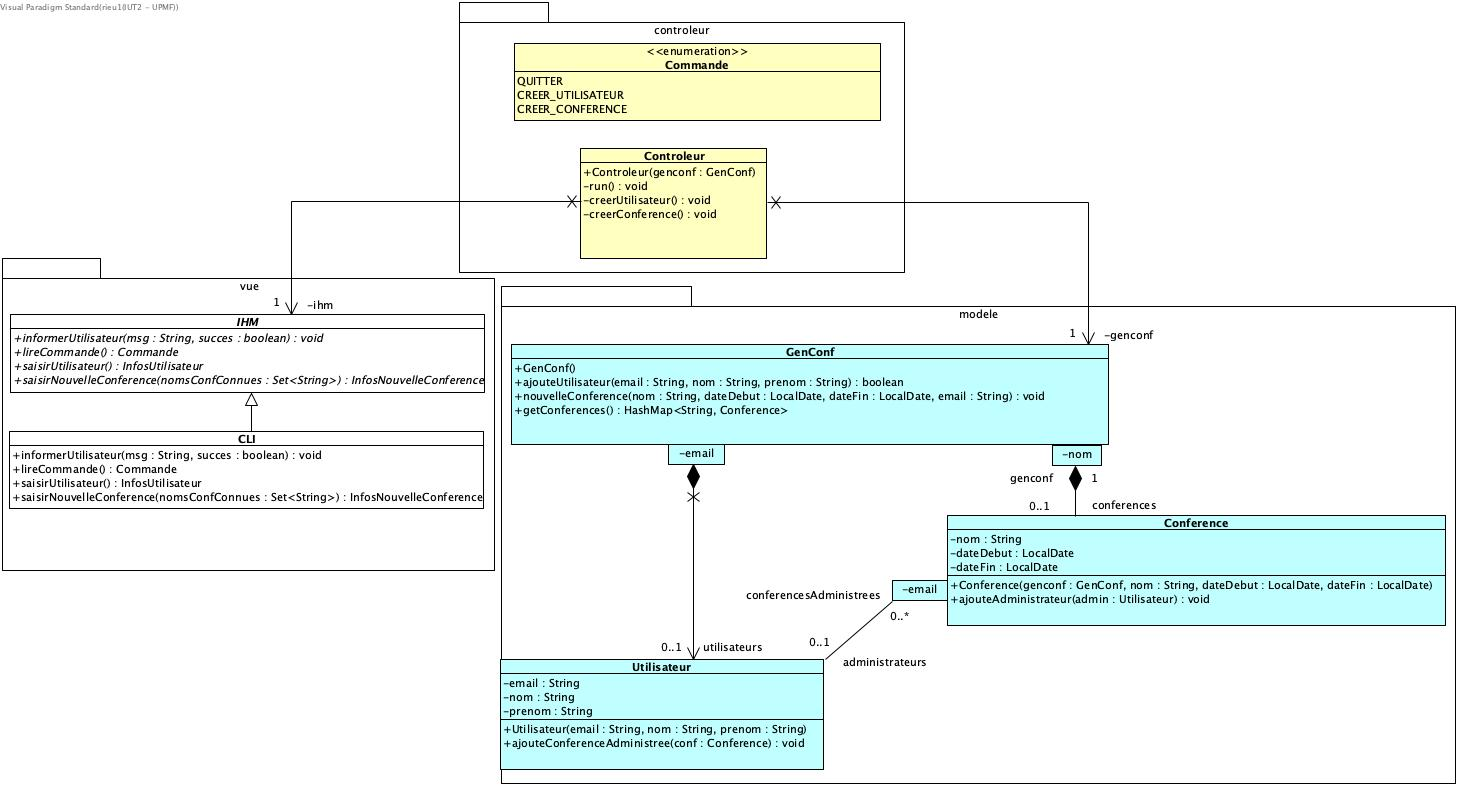 Visual Paradigm Standard(rieu1(IUT2 - UPMF))
controleur
<<enumeration>>
Commande
QUITTER
CREER_UTILISATEUR
CREER_CONFERENCE
Controleur
+Controleur(genconf : GenConf)
-run() : void
-creerUtilisateur() : void
-creerConference() : void
vue
1
-ihm
IHM
+informerUtilisateur(msg : String, succes : boolean) : void
+lireCommande() : Commande
+saisirUtilisateur() : InfosUtilisateur
+saisirNouvelleConference(nomsConfConnues : Set<String>) : InfosNouvelleConference
CLI
+informerUtilisateur(msg : String, succes : boolean) : void
+lireCommande() : Commande
+saisirUtilisateur() : InfosUtilisateur
+saisirNouvelleConference(nomsConfConnues : Set<String>) : InfosNouvelleConference
modele
1
-genconf
GenConf
+GenConf()
+ajouteUtilisateur(email : String, nom : String, prenom : String) : boolean
+nouvelleConference(nom : String, dateDebut : LocalDate, dateFin : LocalDate, email : String) : void
+getConferences() : HashMap<String, Conference>
-email
-nom
genconf
1
0..1
conferences
Conference
-nom : String
-dateDebut : LocalDate
-dateFin : LocalDate
+Conference(genconf : GenConf, nom : String, dateDebut : LocalDate, dateFin : LocalDate)
+ajouteAdministrateur(admin : Utilisateur) : void
-email
conferencesAdministrees
0..*
0..1
administrateurs
0..1
utilisateurs
Utilisateur
-email : String
-nom : String
-prenom : String
+Utilisateur(email : String, nom : String, prenom : String)
+ajouteConferenceAdministree(conf : Conference) : void